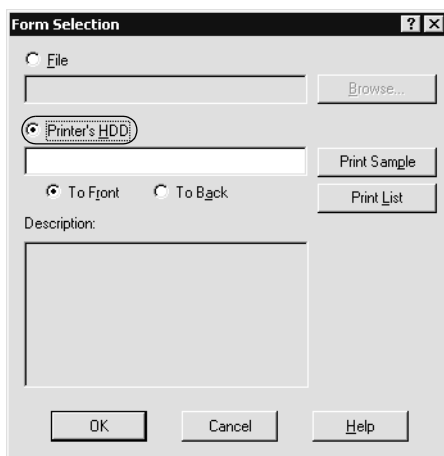 Form Selection
File
Browse...
Printer's HDD
Print Sample
To Front To Back
Print List
Description:
OK Cancel Help